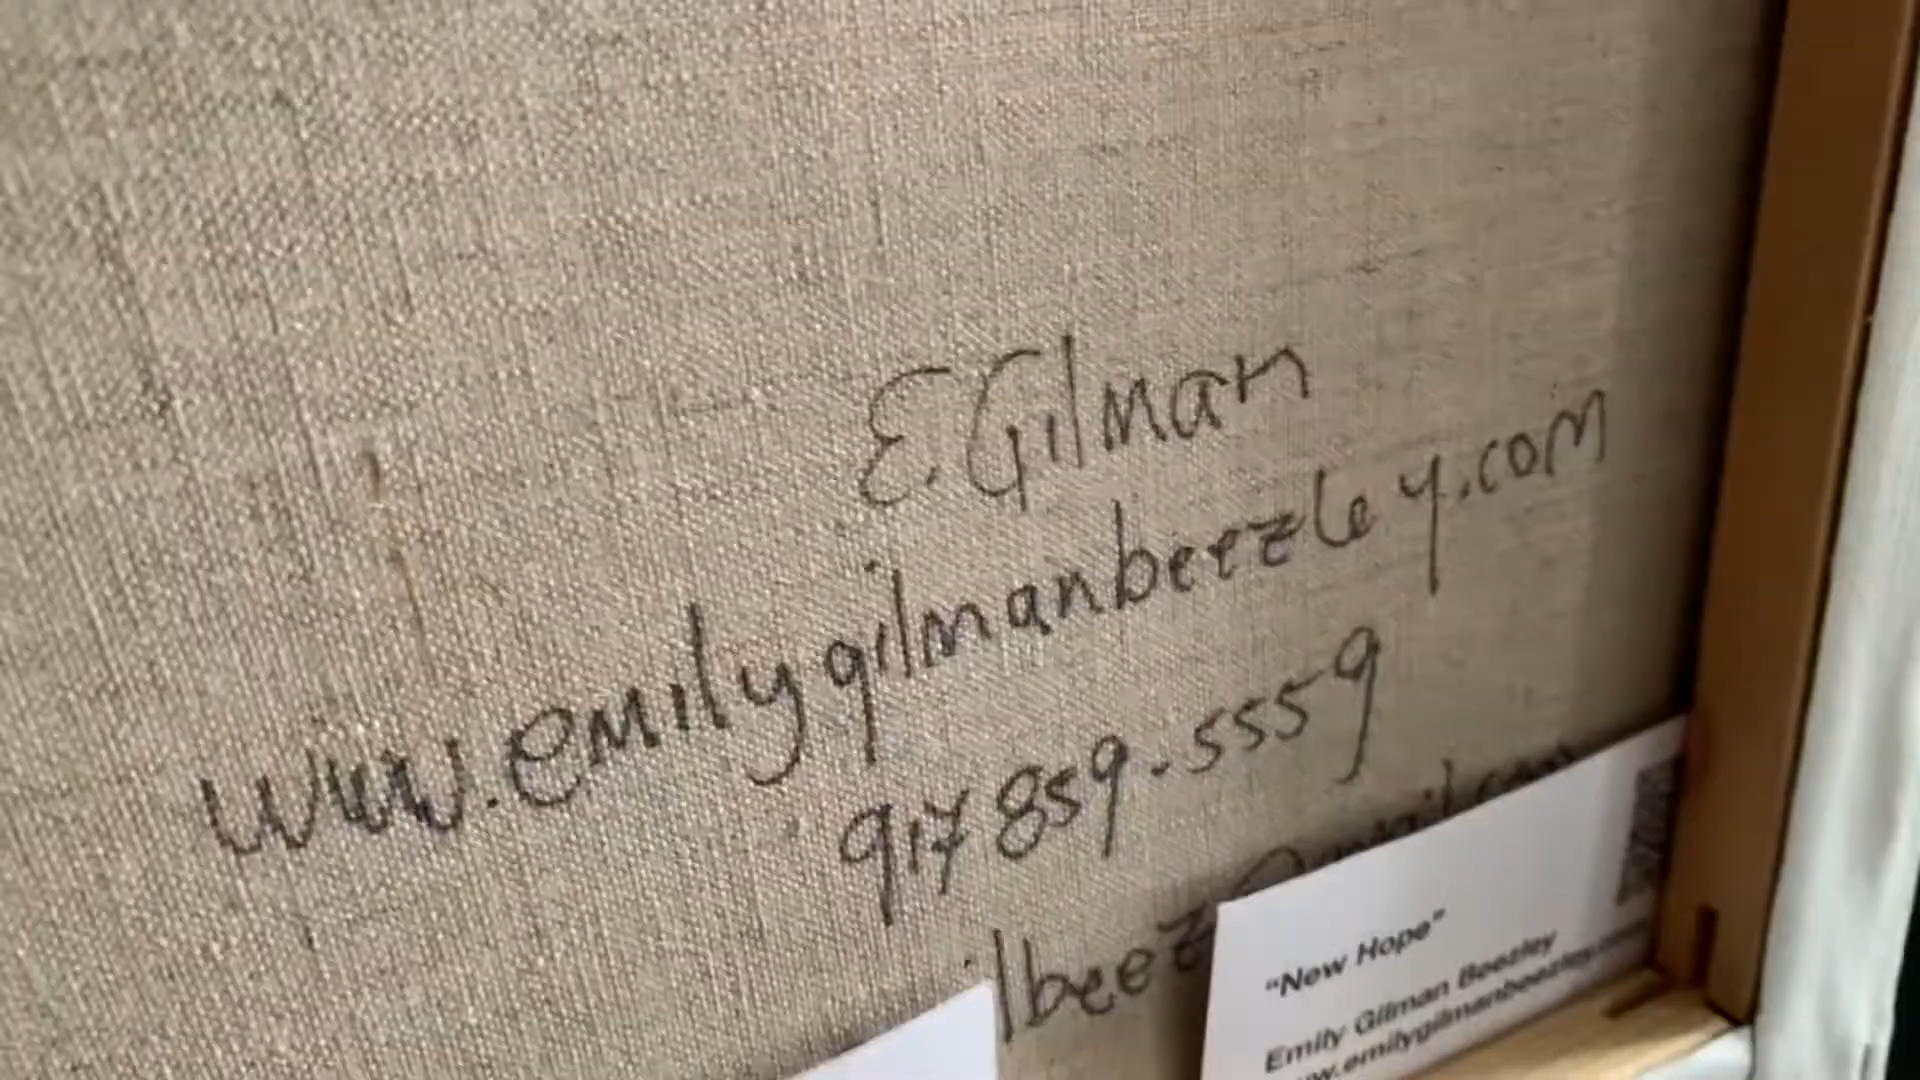 E. Gilman
www.emilygilmanbeezley.com
917 859-5559
"New Hope"
Emily Gilman Beezley